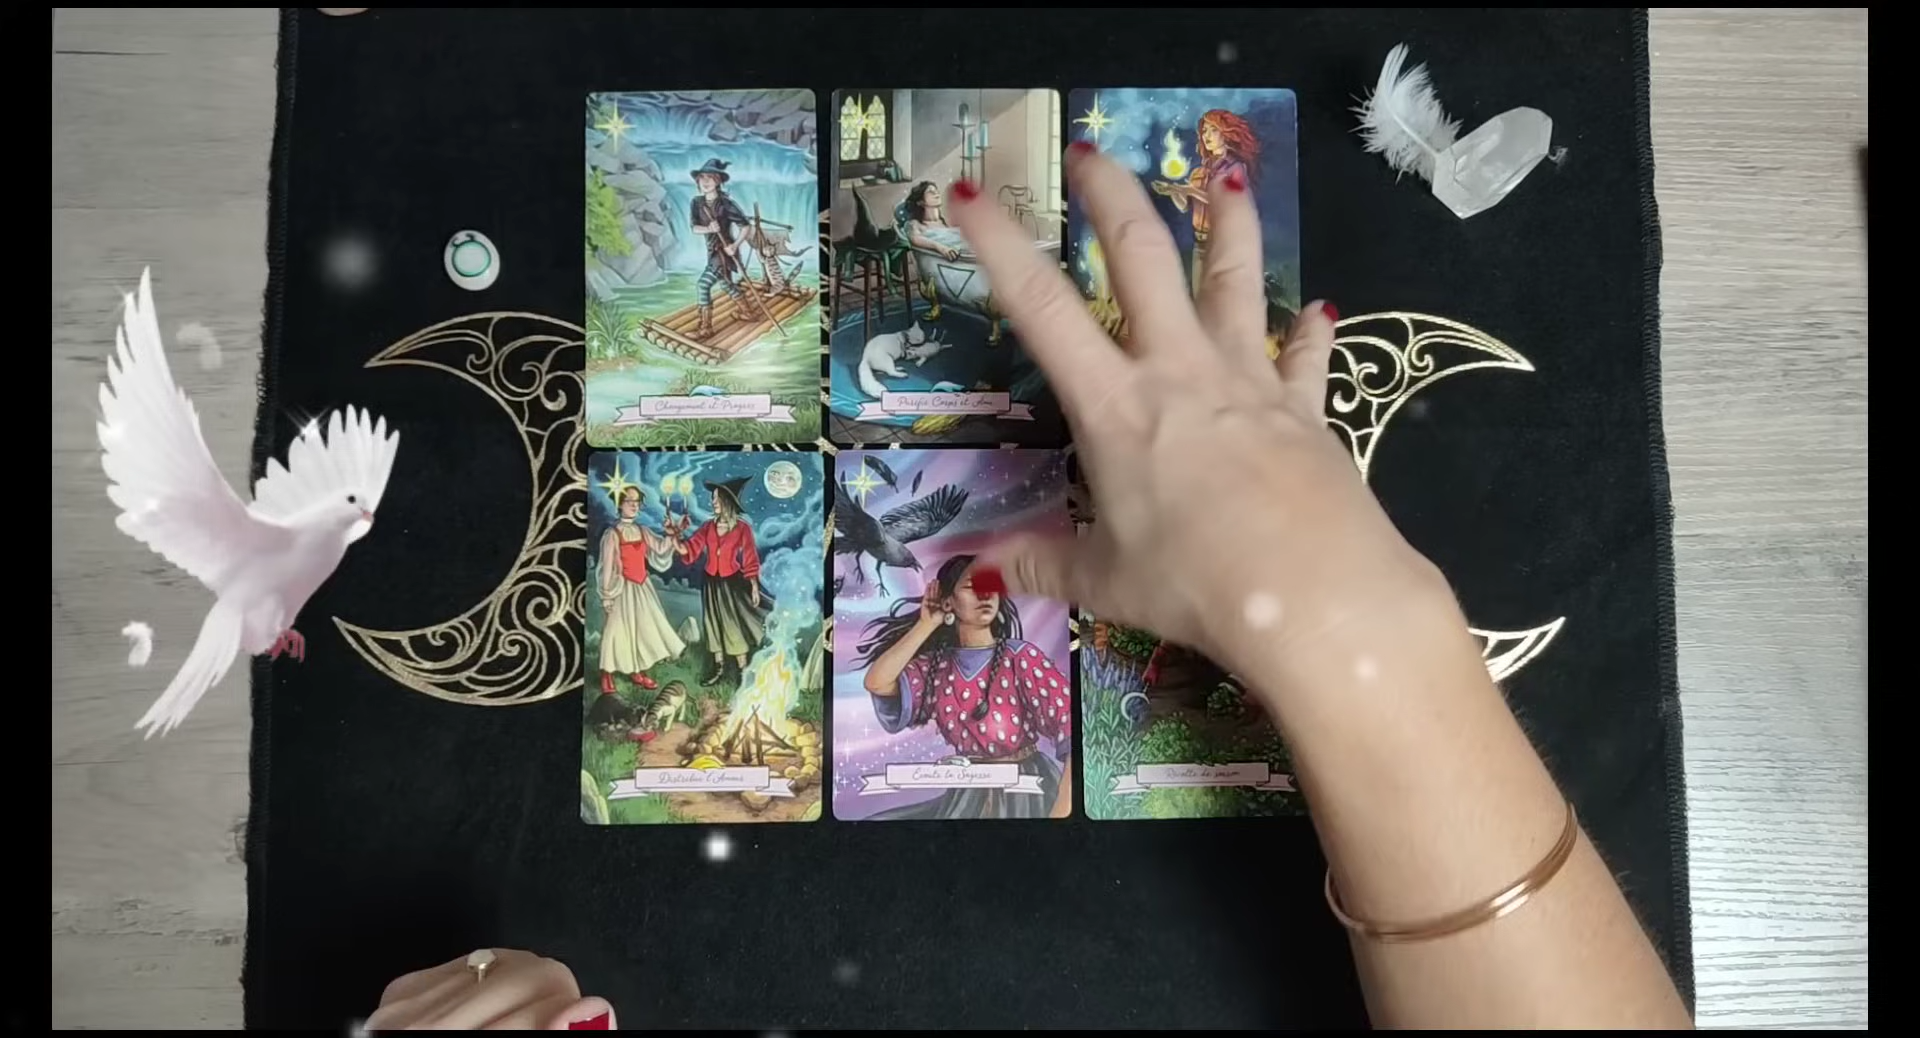 Changement et Progrès
Purifie Corps et Âme
Distribue l'Amour
Écoute la Sagesse
Récolte de saison